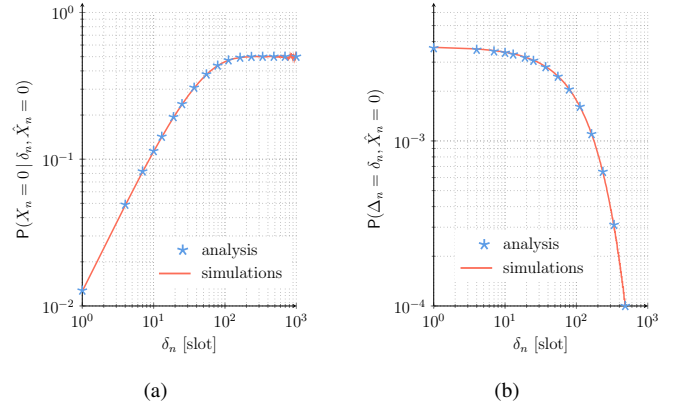 10^0
10^-1
10^-2
10^0
10^1
10^2
10^3
P(X_n = 0 | δ_n, X̂_n = 0)
δ_n [slot]
analysis
simulations
(a)
10^-3
10^-4
10^0
10^1
10^2
10^3
P(Δ_n = δ_n, X̂_n = 0)
δ_n [slot]
analysis
simulations
(b)